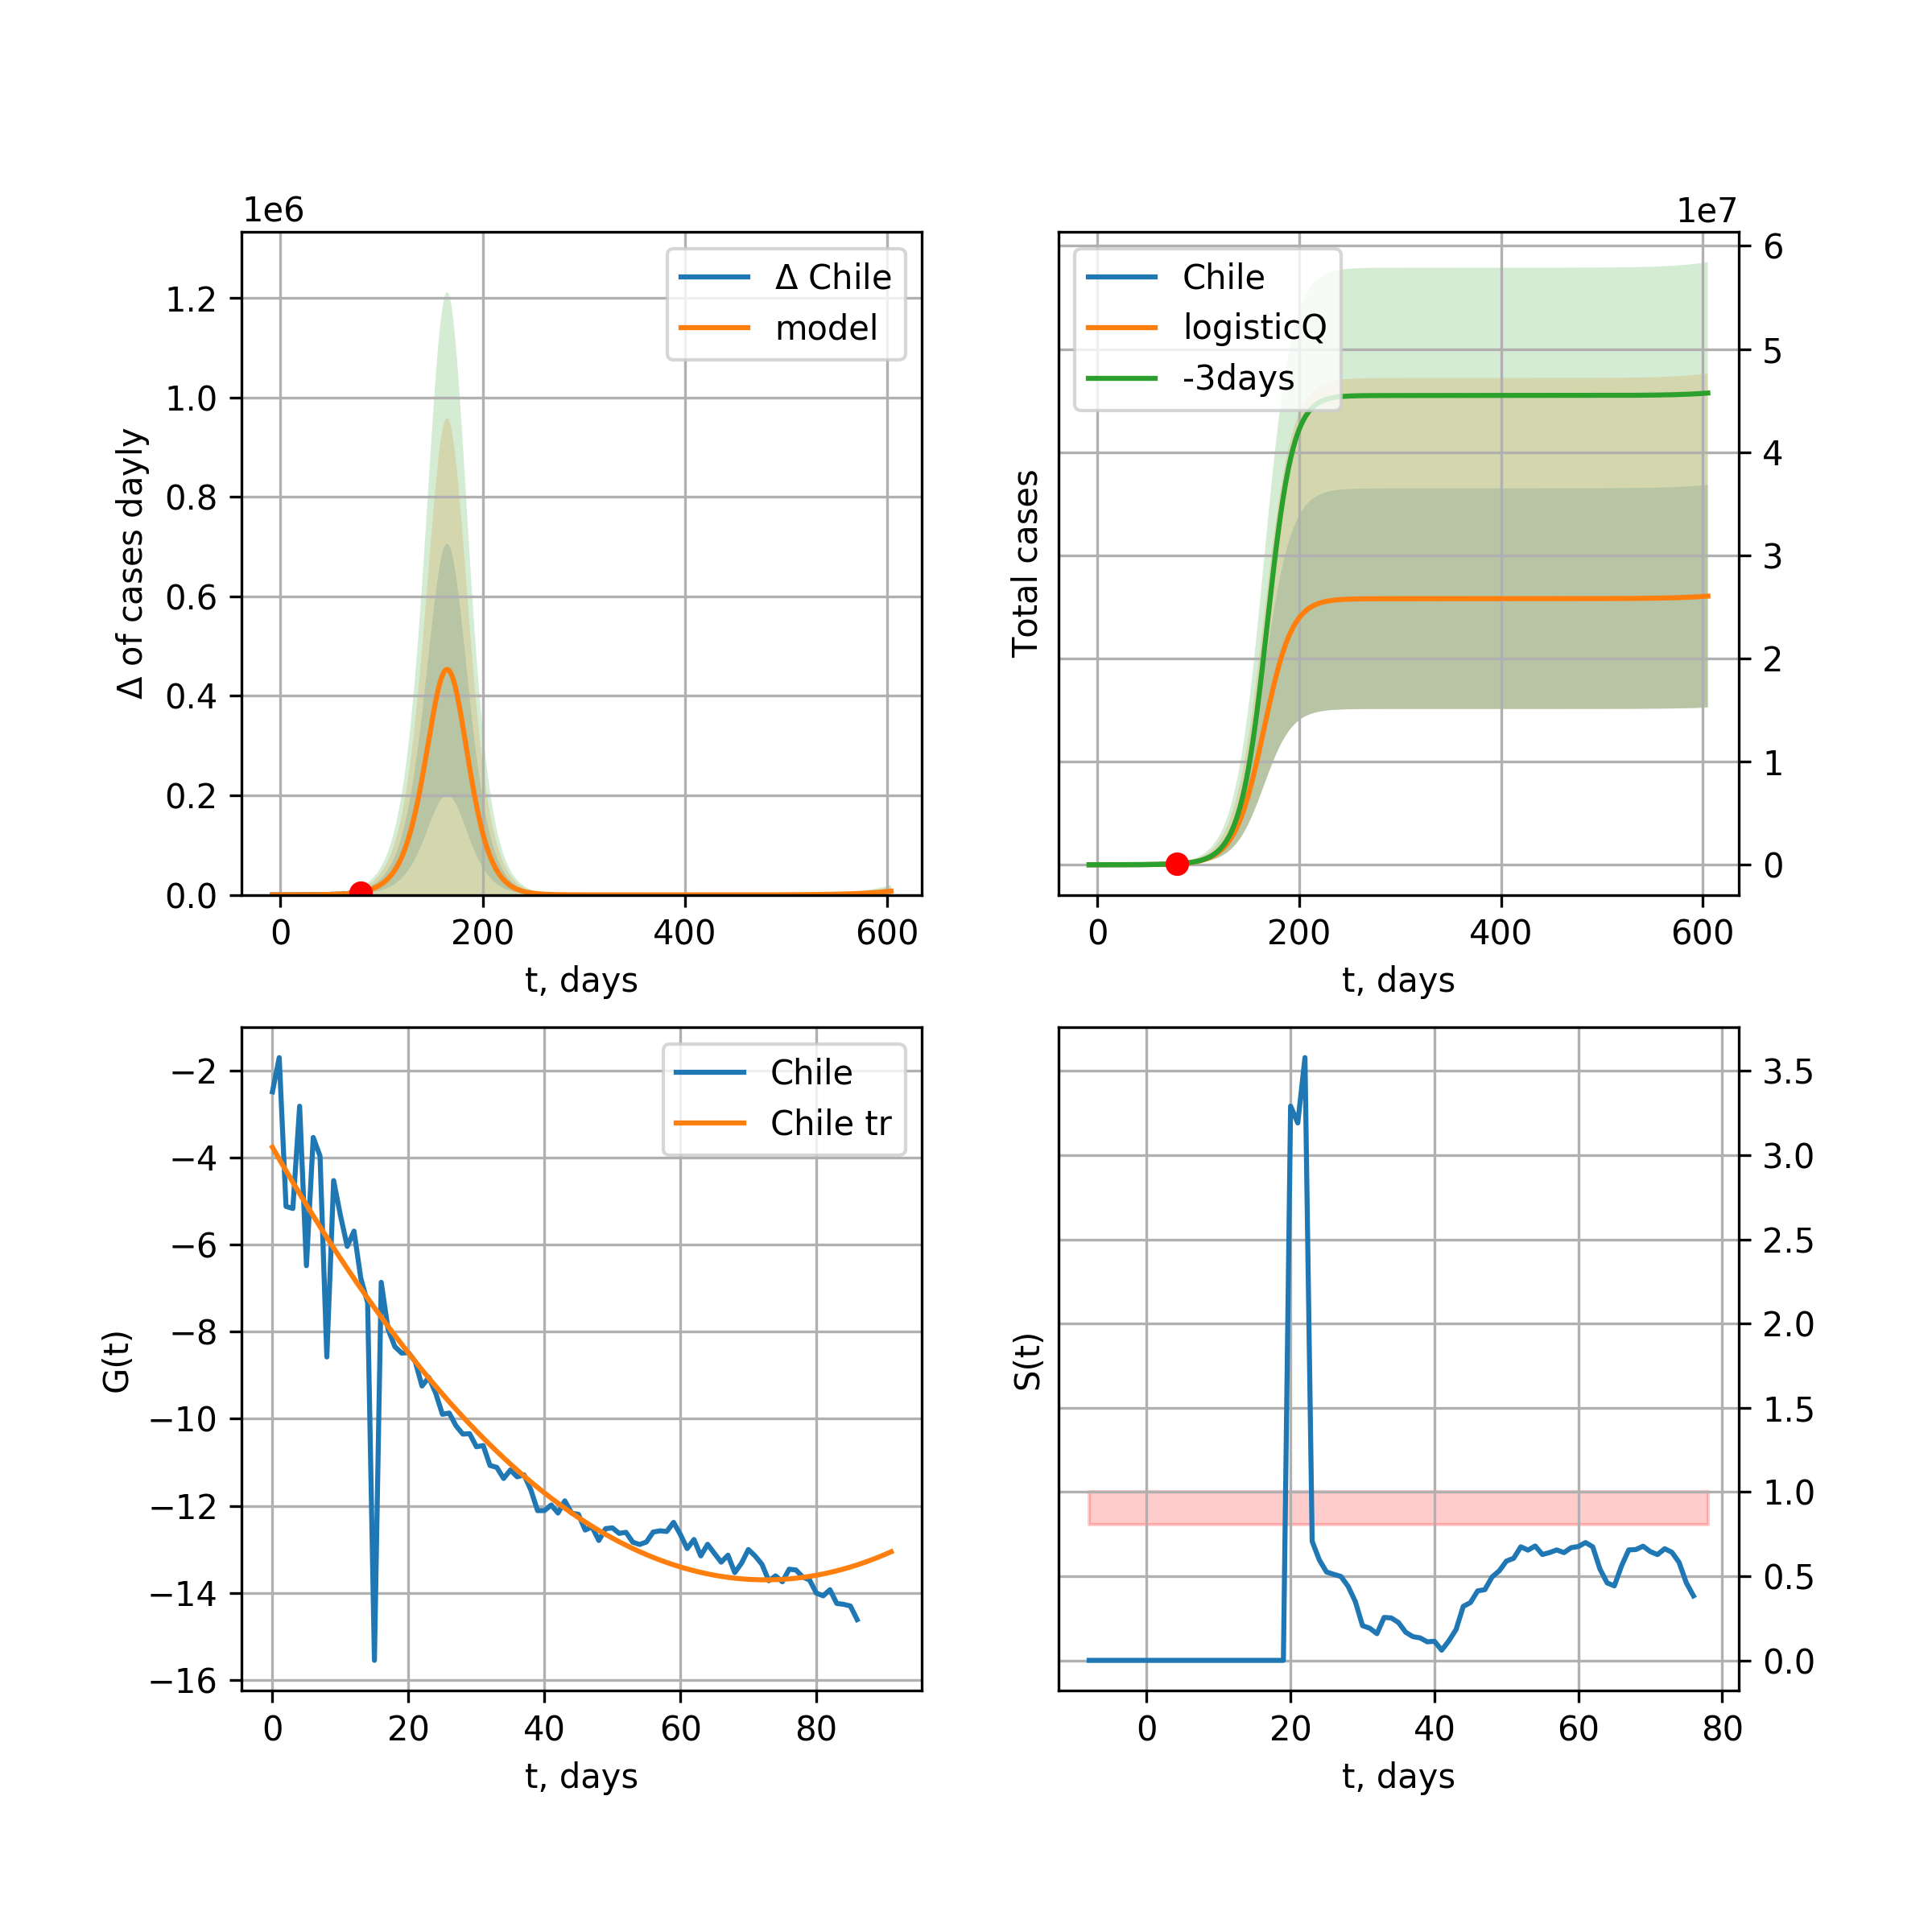 1e6
Δ Chile
model
1.2
1.0
0.8
0.6
0.4
0.2
0.0
Δ of cases dayly
0 200 400 600
t, days
1e7
Chile
logisticQ
-3days
6
5
4
3
2
1
0
Total cases
0 200 400 600
t, days
Chile
Chile tr
−2
−4
−6
−8
−10
−12
−14
−16
G(t)
0 20 40 60 80
t, days
3.5
3.0
2.5
2.0
1.5
1.0
0.5
0.0
S(t)
0 20 40 60 80
t, days